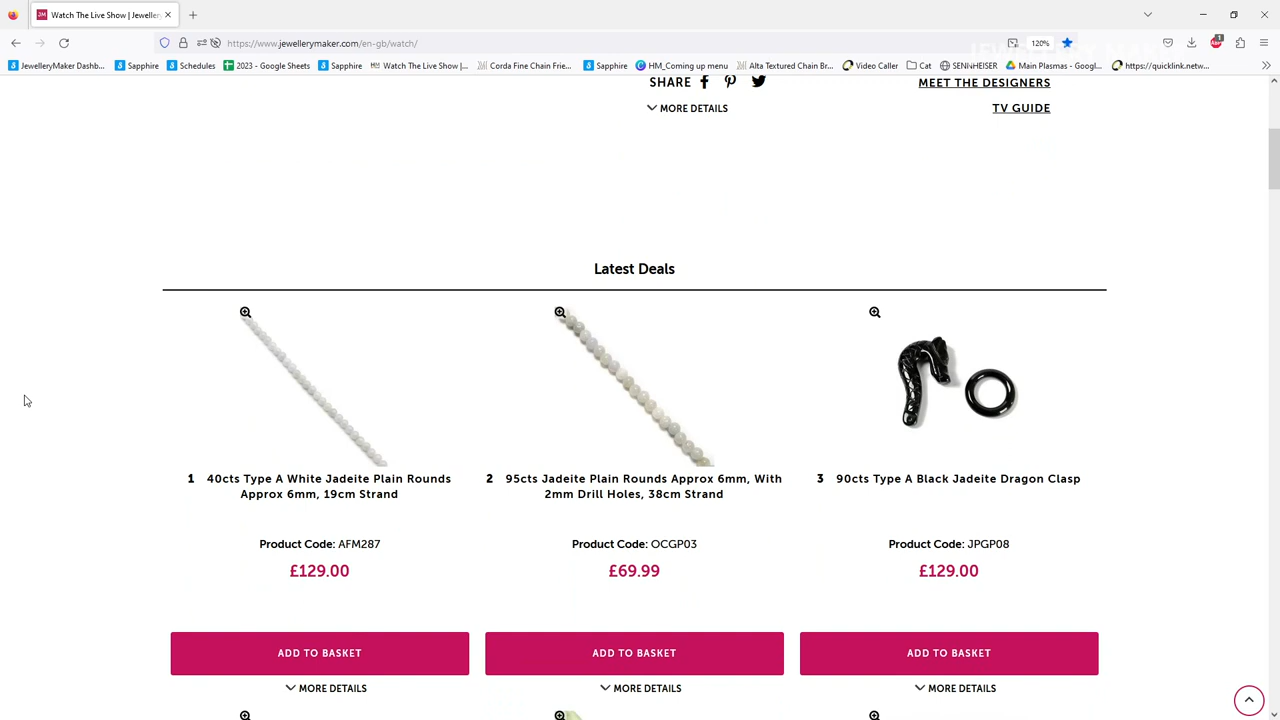 Watch The Live Show | Jeweller
https://www.jewellerymaker.com/en-gb/watch/
120%
JewelleryMaker Dashb...
Sapphire
Schedules
2023 - Google Sheets
Sapphire
Watch The Live Show |...
Corda Fine Chain Frie...
Sapphire
HM_Coming up menu
Alta Textured Chain Br...
Video Caller
Cat
SENNHEISER
Main Plasmas - Googl...
https://quicklink.netw...
SHARE
MEET THE DESIGNERS
MORE DETAILS
TV GUIDE
Latest Deals
1 40cts Type A White Jadeite Plain Rounds
Approx 6mm, 19cm Strand
Product Code: AFM287
£129.00
ADD TO BASKET
MORE DETAILS
2 95cts Jadeite Plain Rounds Approx 6mm, With
2mm Drill Holes, 38cm Strand
Product Code: OCGP03
£69.99
ADD TO BASKET
MORE DETAILS
3 90cts Type A Black Jadeite Dragon Clasp
Product Code: JPGP08
£129.00
ADD TO BASKET
MORE DETAILS